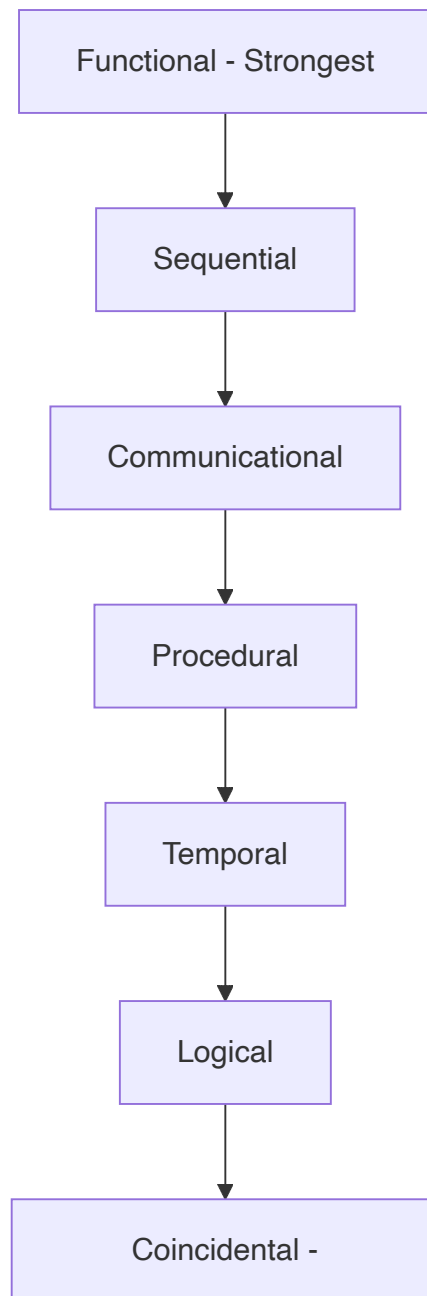 Functional - Strongest
Sequential
Communicational
Procedural
Temporal
Logical
Coincidental -